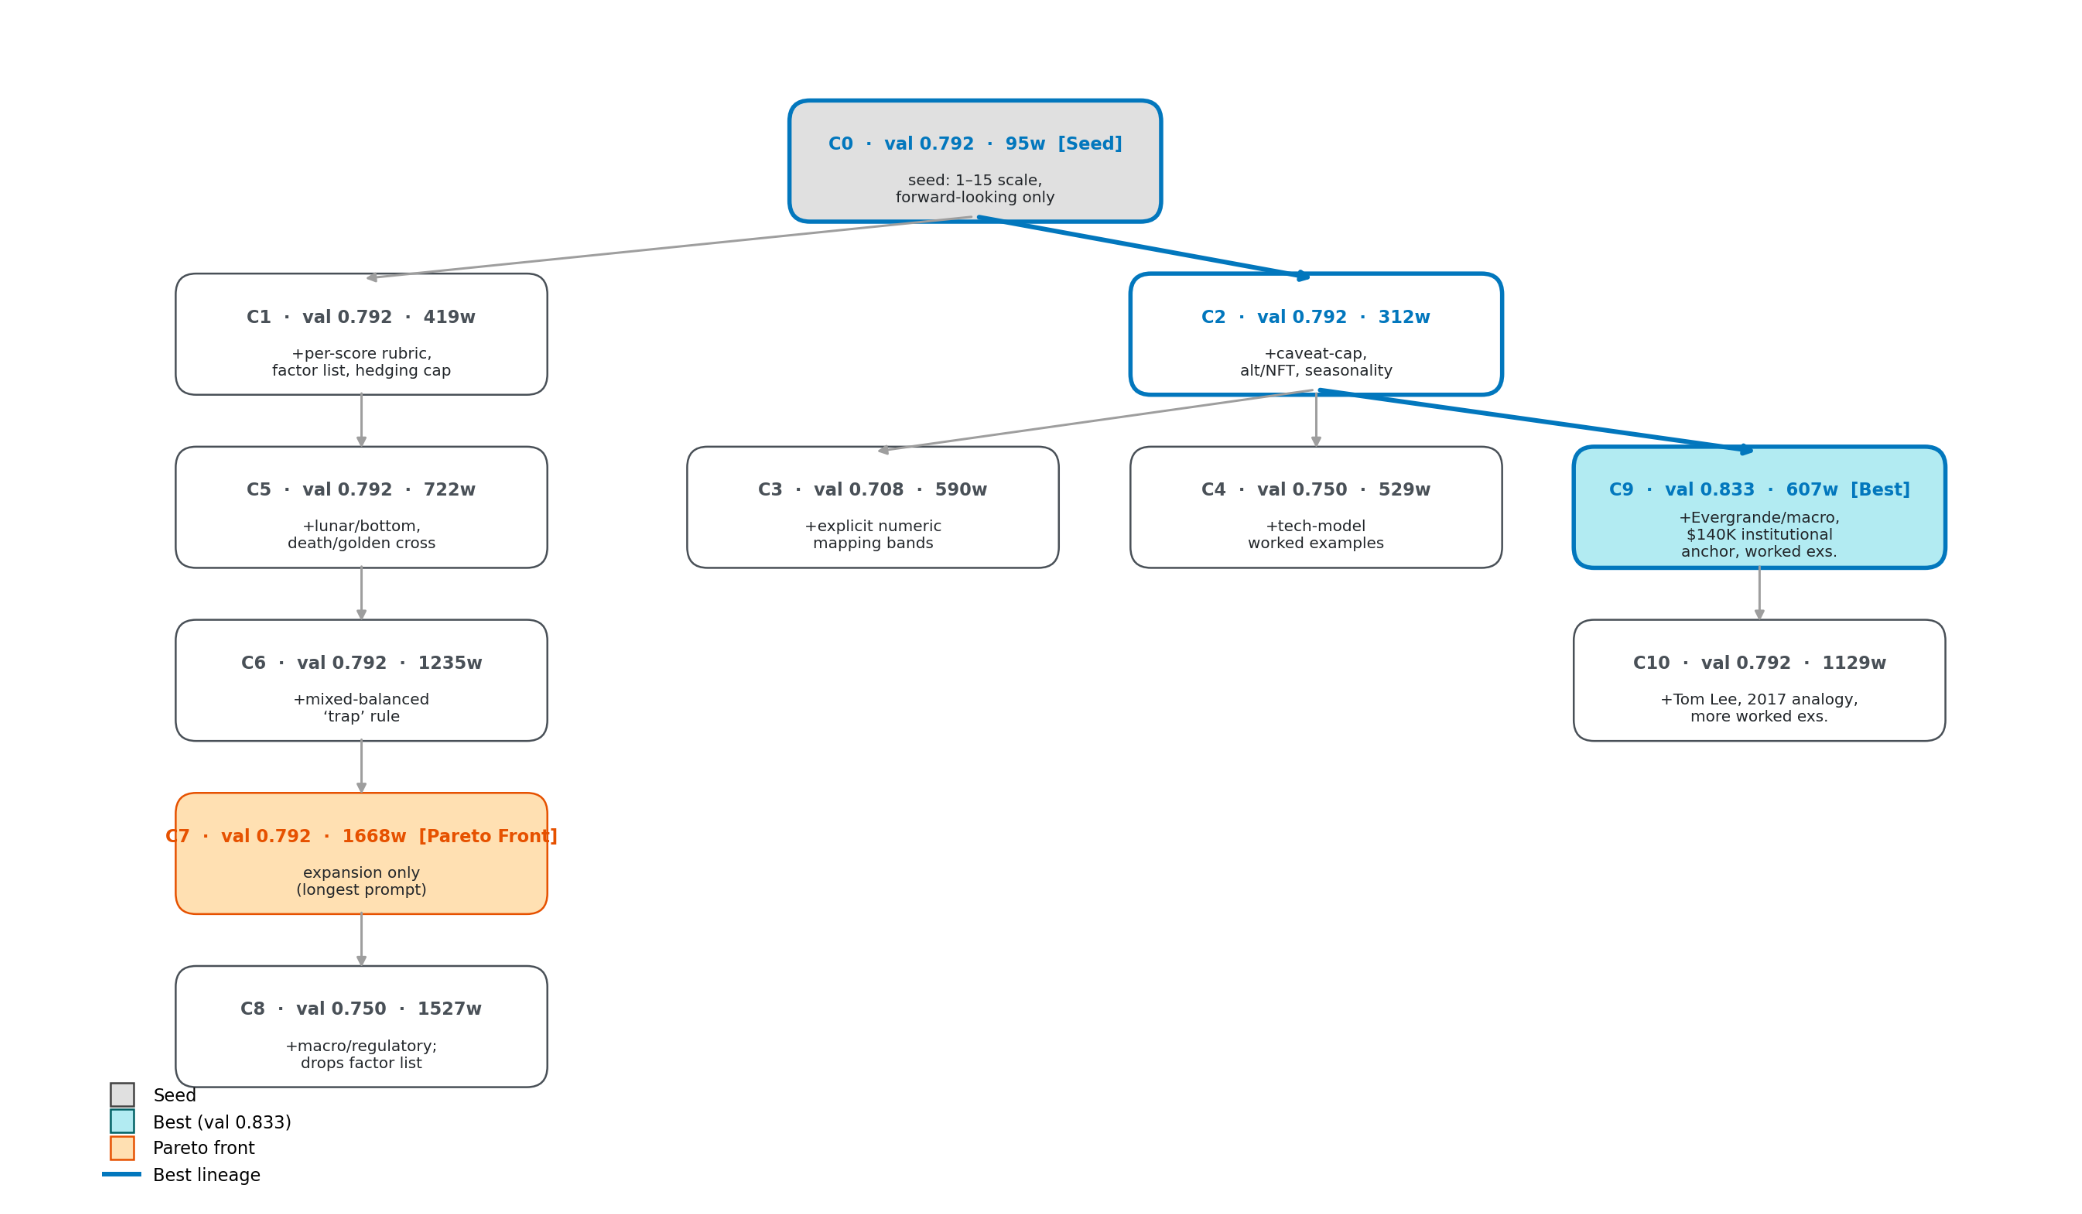 C0 · val 0.792 · 95w [Seed]
seed: 1–15 scale,
forward-looking only
C1 · val 0.792 · 419w
+per-score rubric,
factor list, hedging cap
C2 · val 0.792 · 312w
+caveat-cap,
alt/NFT, seasonality
C5 · val 0.792 · 722w
+lunar/bottom,
death/golden cross
C3 · val 0.708 · 590w
+explicit numeric
mapping bands
C4 · val 0.750 · 529w
+tech-model
worked examples
C9 · val 0.833 · 607w [Best]
+Evergrande/macro,
$140K institutional
anchor, worked exs.
C6 · val 0.792 · 1235w
+mixed-balanced
‘trap’ rule
C10 · val 0.792 · 1129w
+Tom Lee, 2017 analogy,
more worked exs.
C7 · val 0.792 · 1668w [Pareto Front]
expansion only
(longest prompt)
C8 · val 0.750 · 1527w
+macro/regulatory;
drops factor list
Seed
Best (val 0.833)
Pareto front
Best lineage